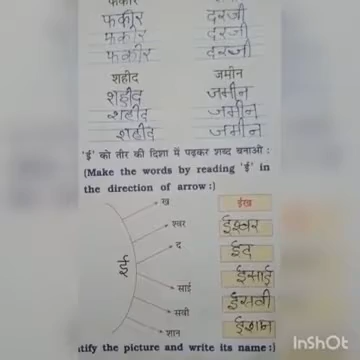 फकीर
फकीर दरजी
फकीर दरजी
फकीर दरजी
शहीद जमीन
शहीद जमीन
शहीद जमीन
शहीद जमीन
'ई' को तीर की दिशा में पढ़कर शब्द बनाओ :
(Make the words by reading 'ई' in
the direction of arrow :)
ख ईख
श्वर ईश्वर
द ईद
ई
साई ईसाई
सवी ईसवी
शान ईशान
tify the picture and write its name :)
InShOt